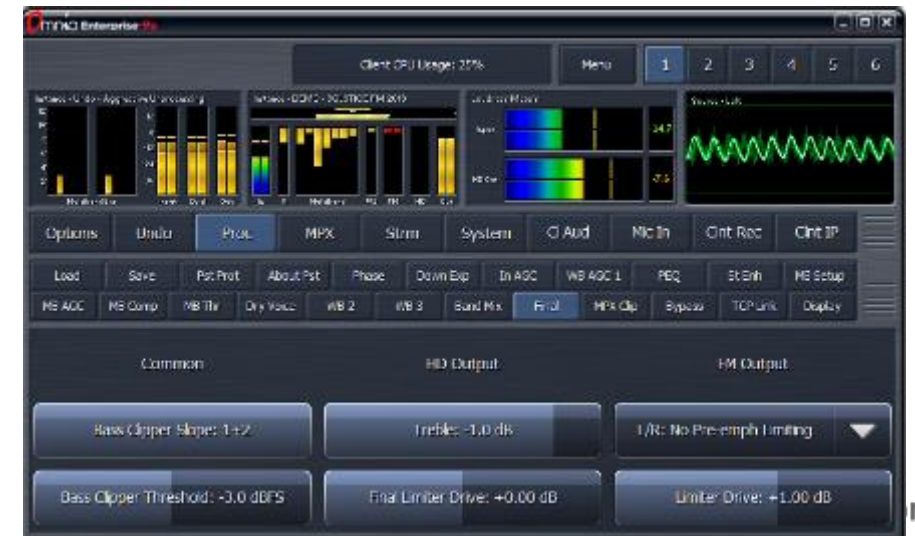 Omnia Enterprise 9s
Client CPU Usage: 25%
Menu
1 2 3 4 5 6
Options Undo Proc MPX Strm System Cl Aud Mic In Clnt Rec Clnt IP
Load Save Pst Prot About Pst Phase Down Exp In AGC WB AGC 1 PEQ St Enh MB Setup
MB AGC MB Comp MB Thr Dry Voice WB 2 WB 3 Band Mix Final MPX Clip Bypass TCP Link Display
Common HD Output FM Output
Bass Clipper Slope: 1+2 Treble: -1.0 dB L/R: No Pre-emph Limiting
Bass Clipper Threshold: -3.0 dBFS Final Limiter Drive: +0.00 dB Limiter Drive: +1.00 dB